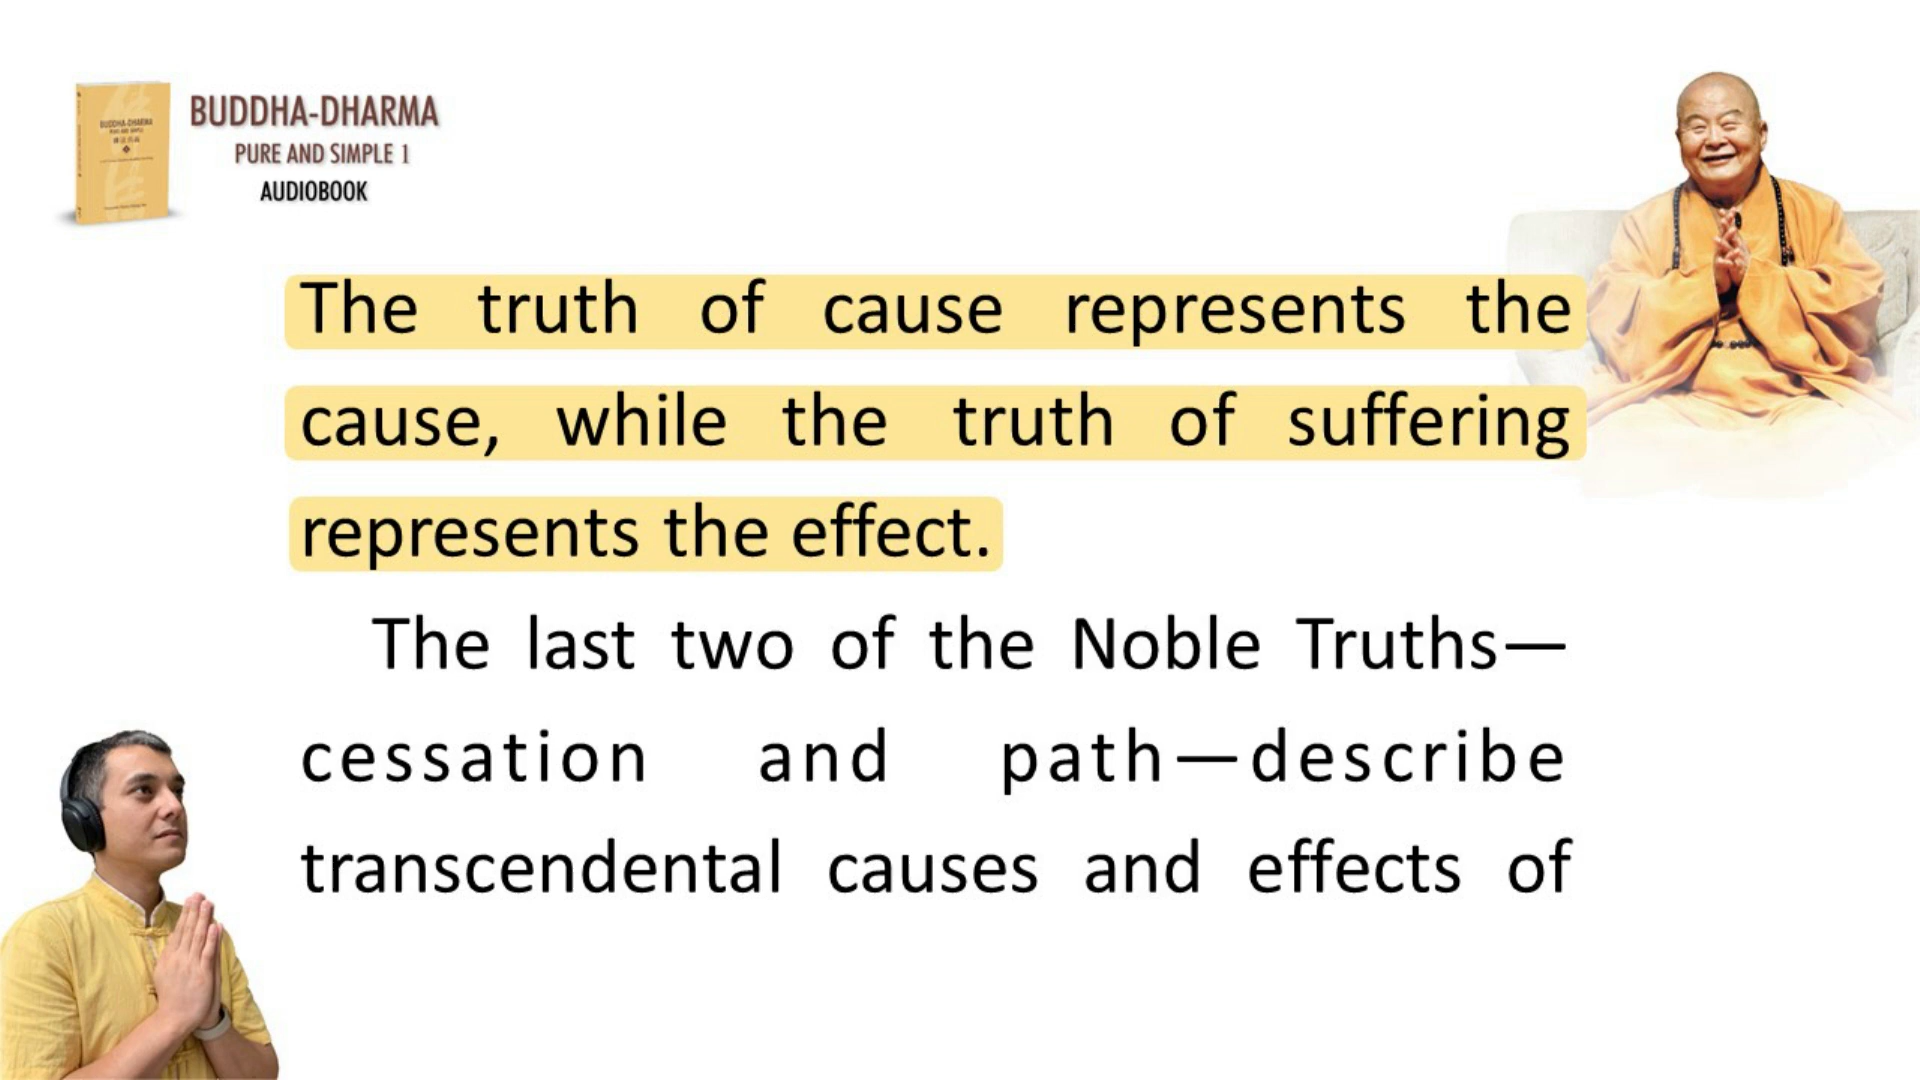 BUDDHA-DHARMA
PURE AND SIMPLE 1
AUDIOBOOK
BUDDHA-DHARMA
The truth of cause represents the
cause, while the truth of suffering
represents the effect.
The last two of the Noble Truths—
cessation and path—describe
transcendental causes and effects of